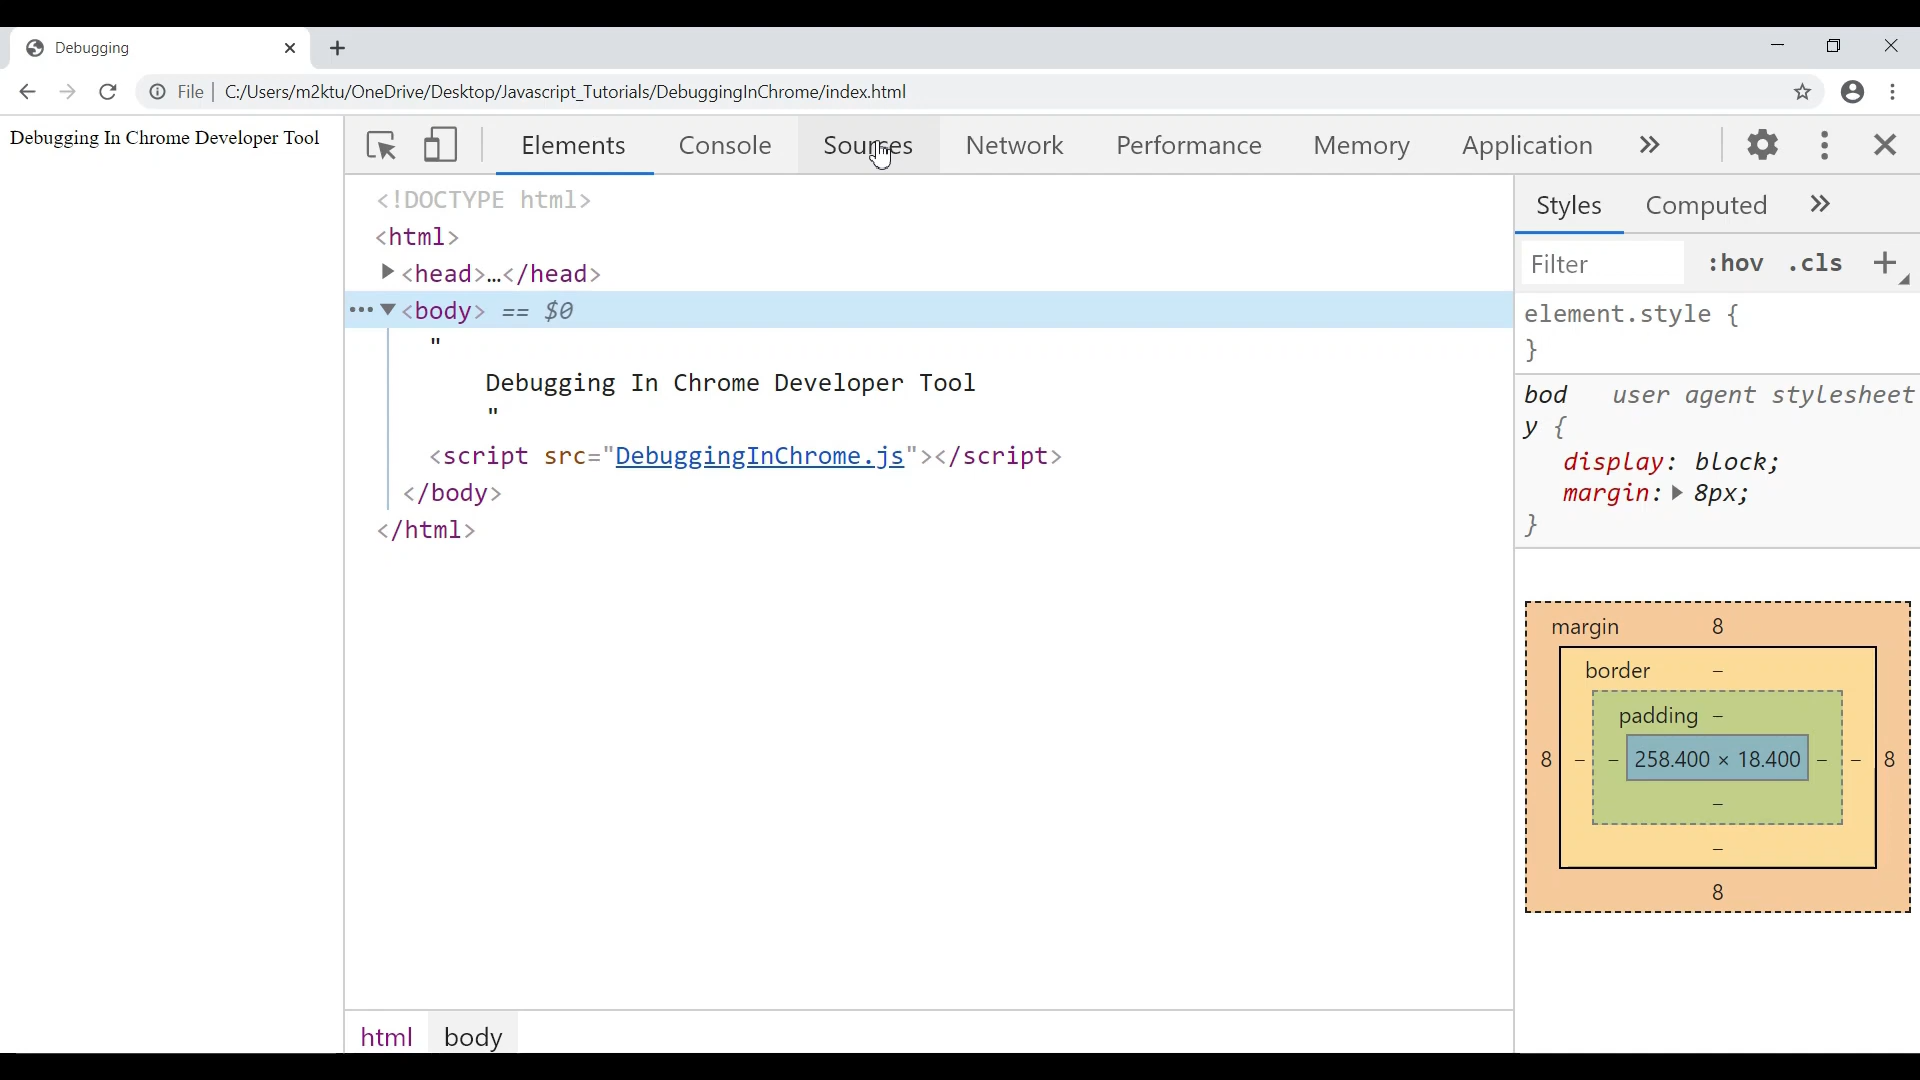 Debugging
File C:/Users/m2ktu/OneDrive/Desktop/Javascript_Tutorials/DebuggingInChrome/index.html
Debugging In Chrome Developer Tool
Elements Console Sources Network Performance Memory Application »
<!DOCTYPE html>
<html>
<head>…</head>
<body> == $0
"
Debugging In Chrome Developer Tool
"
<script src="DebuggingInChrome.js"></script>
</body>
</html>
html body
Styles Computed »
Filter :hov .cls +
element.style {
}
bod user agent stylesheet
y {
display: block;
margin: 8px;
}
margin 8
border –
padding –
8 – – 258.400 × 18.400 – – 8
–
–
8